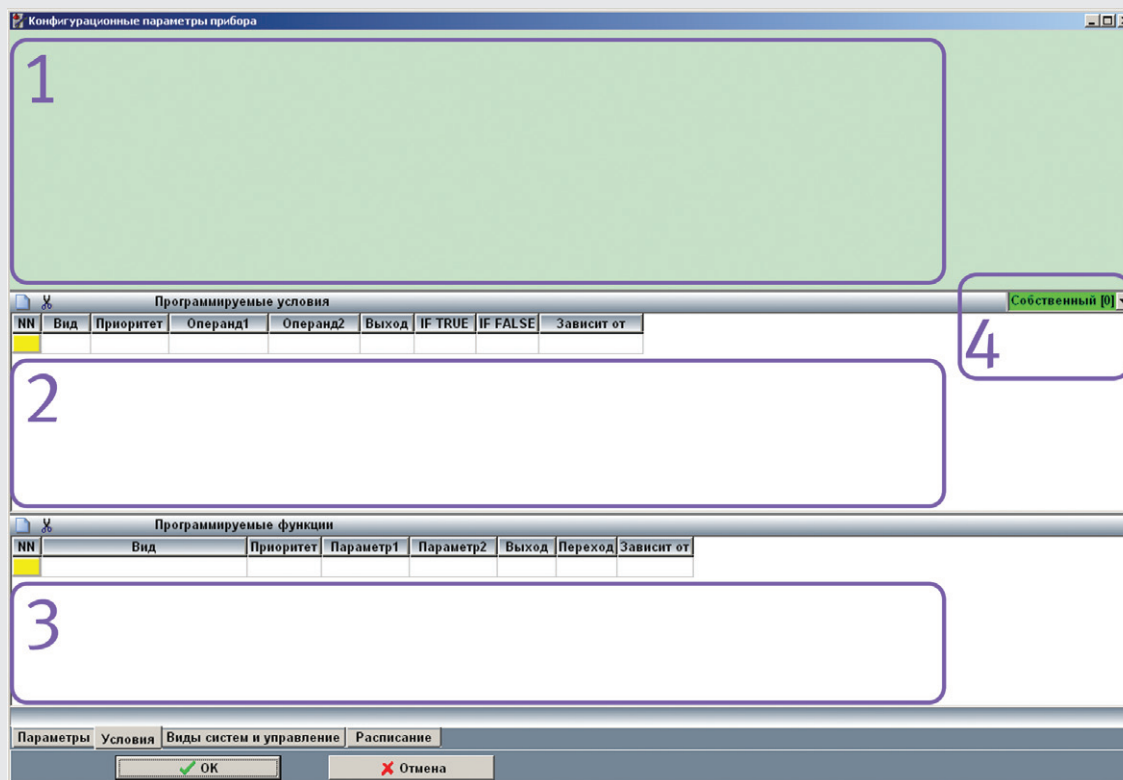 Конфигурационные параметры прибора
1
Программируемые условия Собственный [0]
NN Вид Приоритет Операнд1 Операнд2 Выход IF TRUE IF FALSE Зависит от
4
2
Программируемые функции
NN Вид Приоритет Параметр1 Параметр2 Выход Переход Зависит от
3
Параметры Условия Виды систем и управление Расписание
OK Отмена